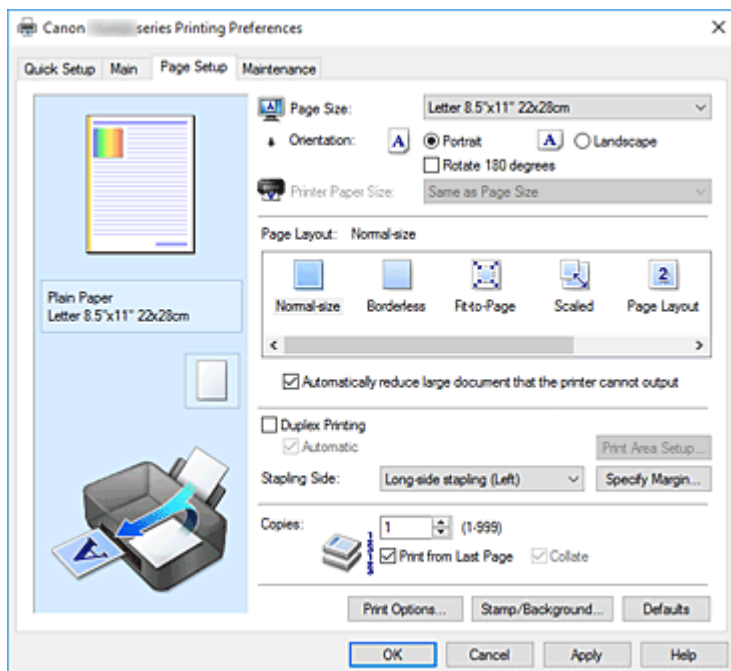 Canon series Printing Preferences
Quick Setup Main Page Setup Maintenance
Page Size: Letter 8.5"x11" 22x28cm
Orientation: A Portrait A Landscape
Rotate 180 degrees
Printer Paper Size: Same as Page Size
Page Layout: Normal-size
Normal-size Borderless Fit-to-Page Scaled Page Layout
Automatically reduce large document that the printer cannot output
Plain Paper
Letter 8.5"x11" 22x28cm
Duplex Printing
Automatic
Print Area Setup...
Stapling Side: Long-side stapling (Left) Specify Margin...
Copies: 1 (1-999)
Print from Last Page Collate
Print Options... Stamp/Background... Defaults
OK Cancel Apply Help